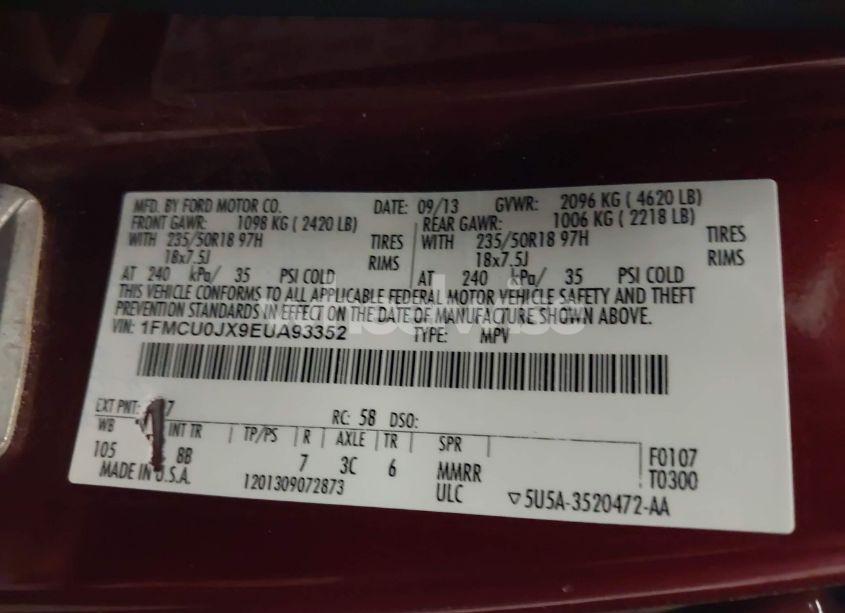 MFD. BY FORD MOTOR CO. DATE: 09/13 GVWR: 2096 KG ( 4620 LB)
FRONT GAWR: 1098 KG ( 2420 LB) REAR GAWR: 1006 KG ( 2218 LB)
WITH 235/50R18 97H TIRES WITH 235/50R18 97H TIRES
18x7.5J RIMS 18x7.5J RIMS
AT 240 kPa/ 35 PSI COLD AT 240 kPa/ 35 PSI COLD
THIS VEHICLE CONFORMS TO ALL APPLICABLE FEDERAL MOTOR VEHICLE SAFETY AND THEFT
PREVENTION STANDARDS IN EFFECT ON THE DATE OF MANUFACTURE SHOWN ABOVE.
VIN: 1FMCU0JX9EUA93352 TYPE: MPV
EXT PNT: RC: 58 DSO:
WB INT TR TP/PS R AXLE TR SPR
105 8B 7 3C 6 MMRR F0107
MADE IN U.S.A. 1201309072873 ULC T0300
▽5U5A-3520472-AA